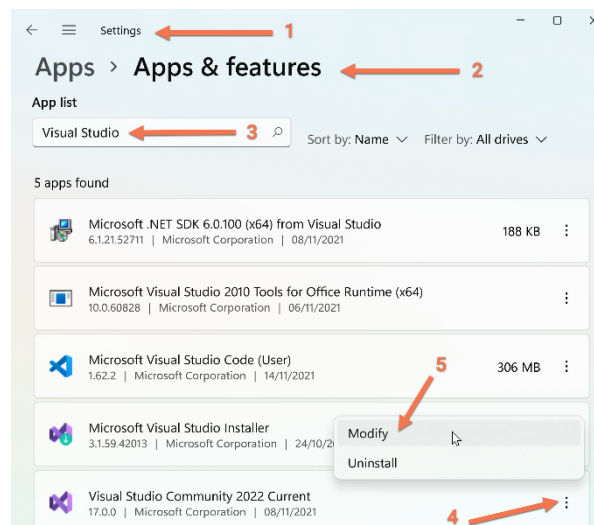 Settings
1
Apps > Apps & features
2
App list
Visual Studio
3
Sort by: Name Filter by: All drives
5 apps found
Microsoft .NET SDK 6.0.100 (x64) from Visual Studio
6.1.21.52711 | Microsoft Corporation | 08/11/2021
188 KB
Microsoft Visual Studio 2010 Tools for Office Runtime (x64)
10.0.60828 | Microsoft Corporation | 06/11/2021
Microsoft Visual Studio Code (User)
1.62.2 | Microsoft Corporation | 14/11/2021
306 MB
5
Microsoft Visual Studio Installer
3.1.59.42013 | Microsoft Corporation | 24/10/20
Modify
Uninstall
Visual Studio Community 2022 Current
17.0.0 | Microsoft Corporation | 08/11/2021
4